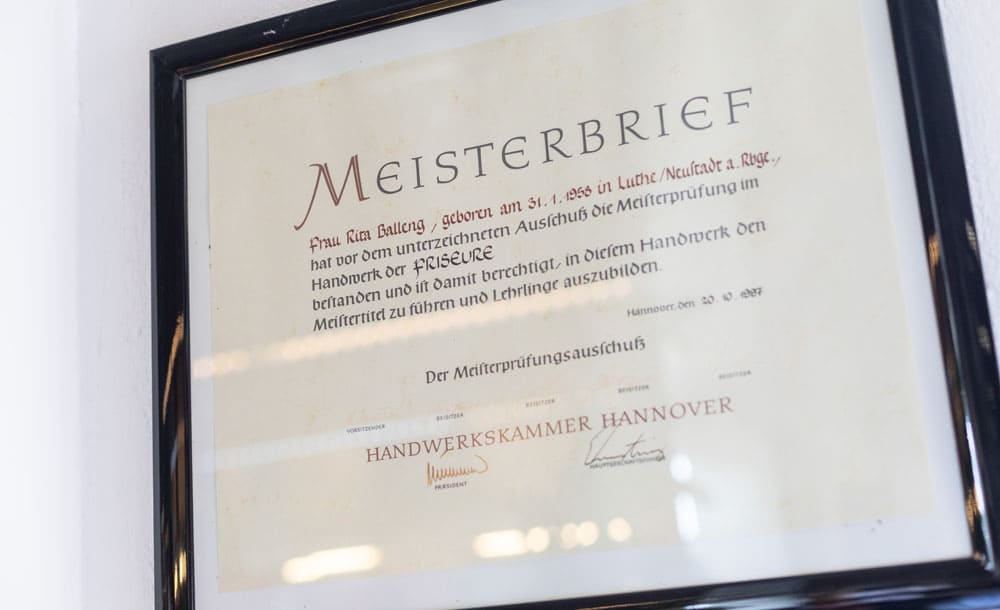 MEISTERBRIEF
Frau Rita Balleng, geboren am 31.1.1958 in Luthe/Neustadt a. Rbge.,
hat vor dem unterzeichneten Ausschuß die Meisterprüfung im
Handwerk der FRISEURE
bestanden und ist damit berechtigt, in diesem Handwerk den
Meistertitel zu führen und Lehrlinge auszubilden.
Hannover, den 20.10.1997
Der Meisterprüfungsausschuß
VORSITZENDER BEISITZER BEISITZER BEISITZER BEISITZER
HANDWERKSKAMMER HANNOVER
PRÄSIDENT HAUPTGESCHÄFTSFÜHRER